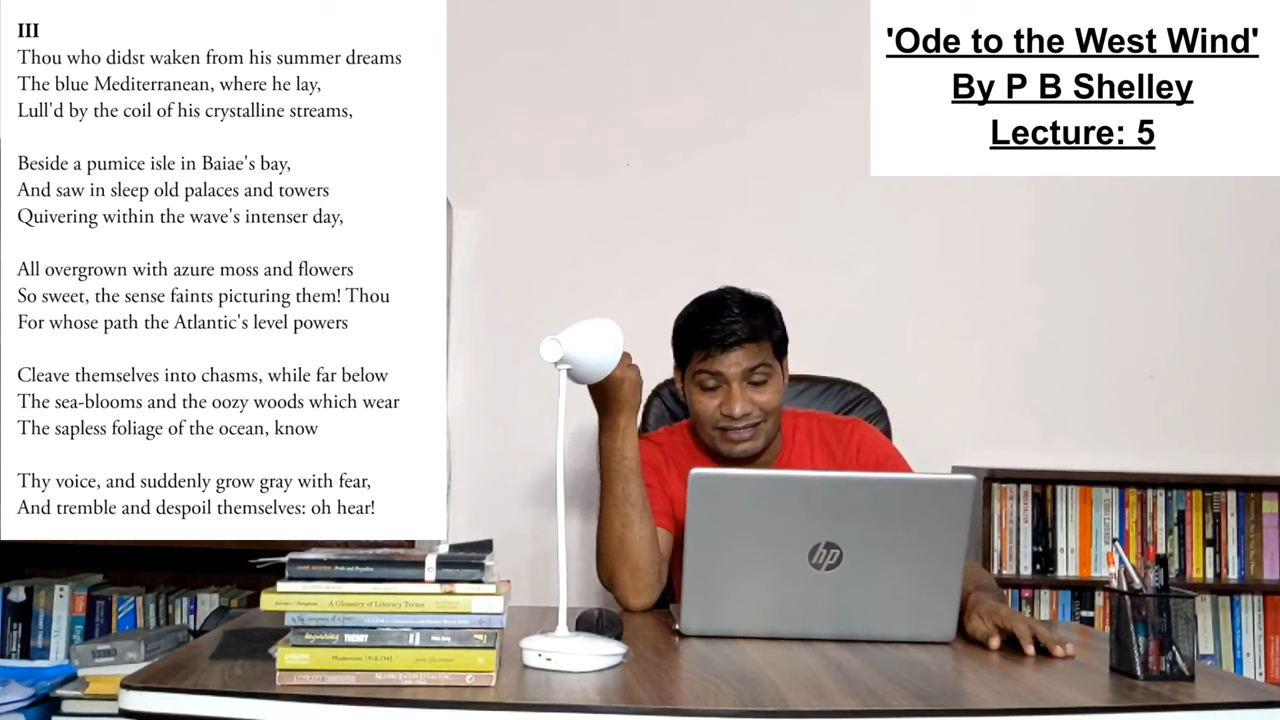 III
Thou who didst waken from his summer dreams
The blue Mediterranean, where he lay,
Lull'd by the coil of his crystalline streams,
Beside a pumice isle in Baiae's bay,
And saw in sleep old palaces and towers
Quivering within the wave's intenser day,
All overgrown with azure moss and flowers
So sweet, the sense faints picturing them! Thou
For whose path the Atlantic's level powers
Cleave themselves into chasms, while far below
The sea-blooms and the oozy woods which wear
The sapless foliage of the ocean, know
Thy voice, and suddenly grow gray with fear,
And tremble and despoil themselves: oh hear!
'Ode to the West Wind'
By P B Shelley
Lecture: 5
hp
Pride and Prejudice
A Glossary of Literary Terms
beginning THEORY
Modernism 1910-1945